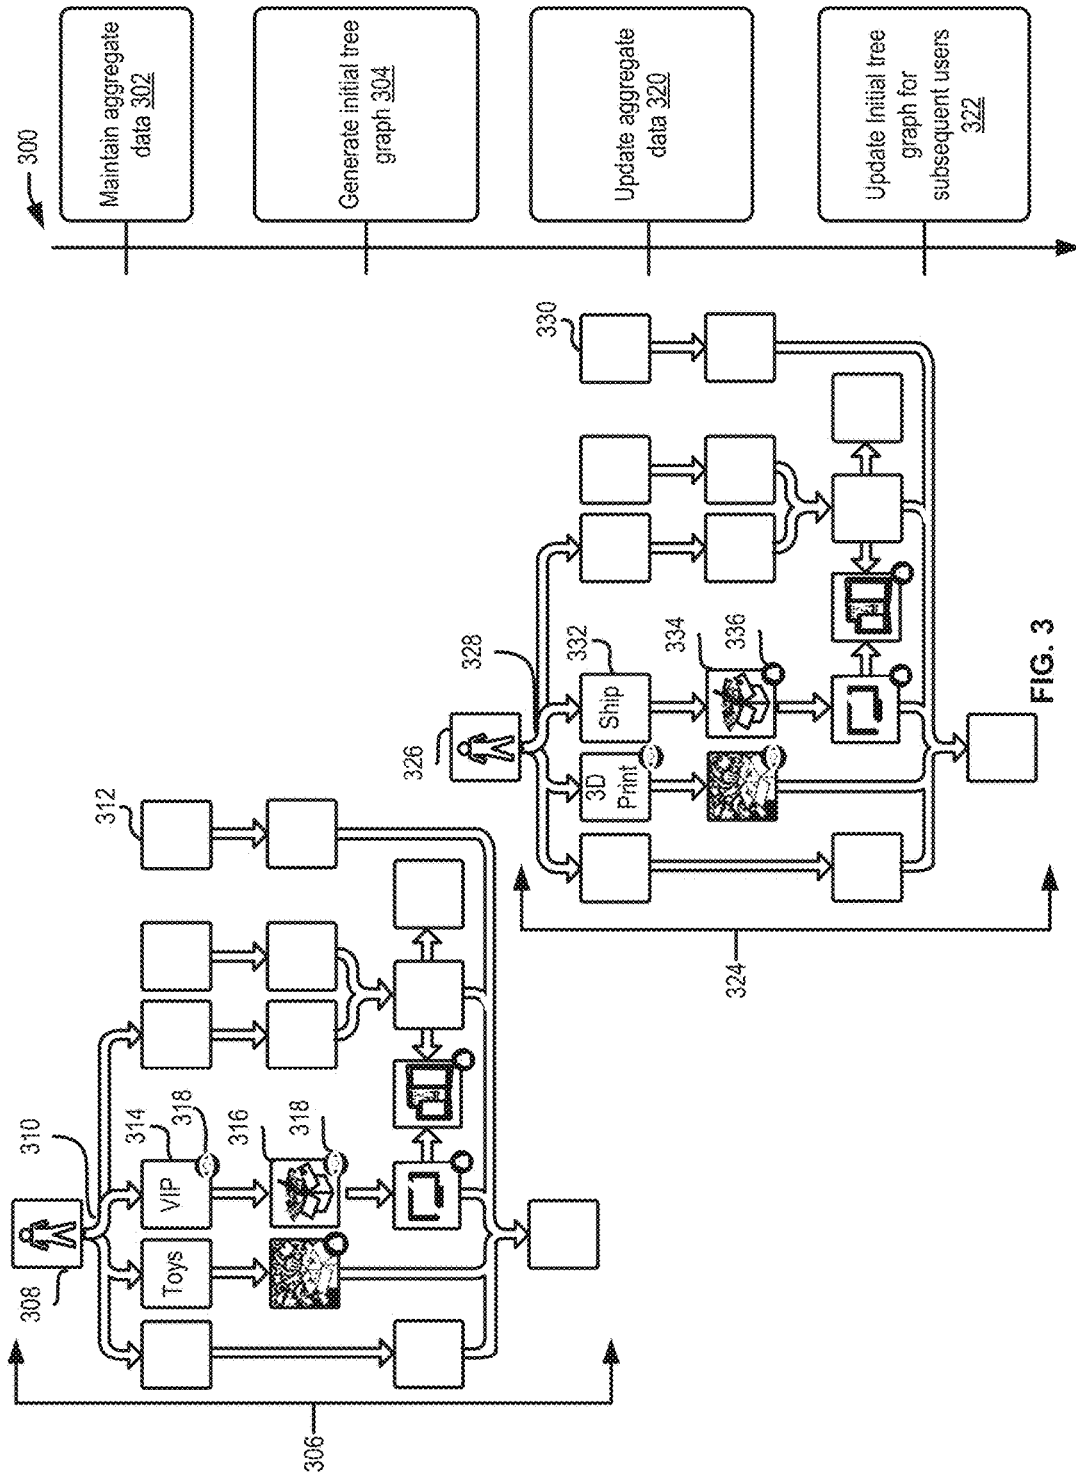 300
Maintain aggregate
data 302
Generate initial tree
graph 304
Update aggregate
data 320
Update Initial tree
graph for
subsequent users
322
308
310
312
Toys
VIP
314
318
316
318
306
326
328
330
3D
Print
Ship
332
334
336
324
FIG. 3